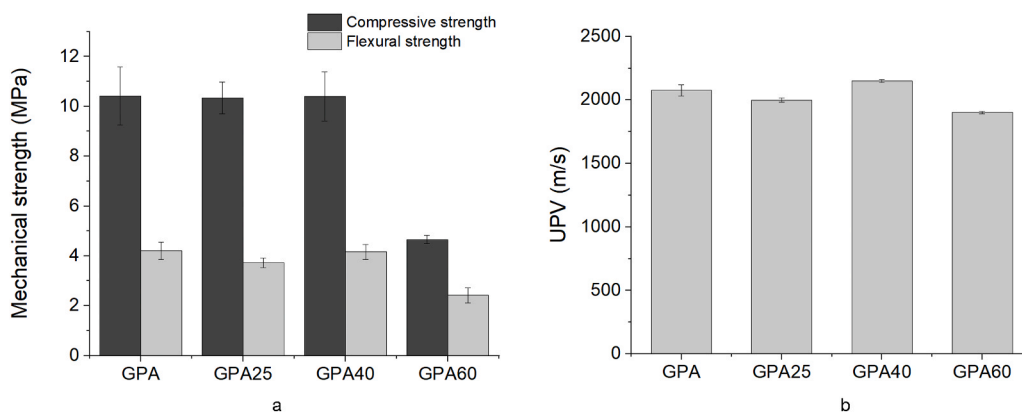 Compressive strength
Flexural strength
Mechanical strength (MPa)
12
10
8
6
4
2
0
GPA GPA25 GPA40 GPA60
a
UPV (m/s)
2500
2000
1500
1000
500
0
GPA GPA25 GPA40 GPA60
b